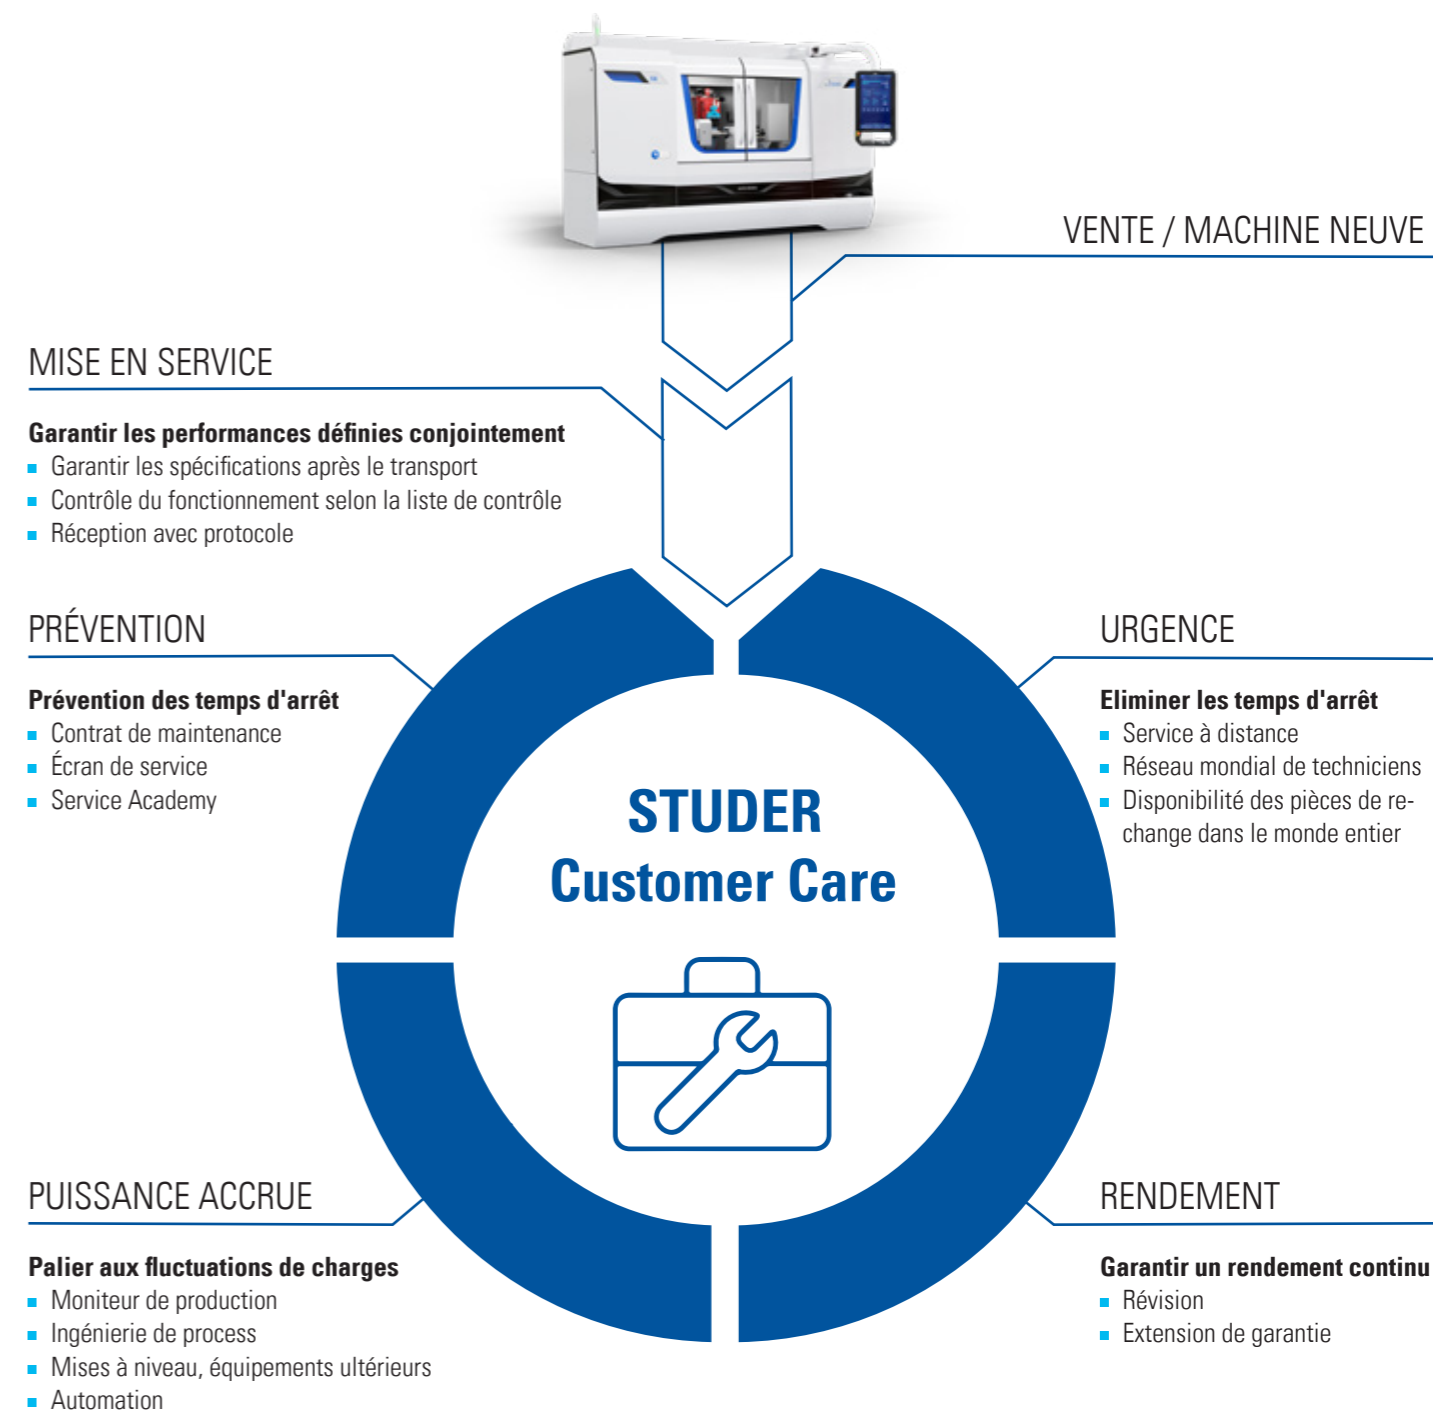 VENTE / MACHINE NEUVE
MISE EN SERVICE
Garantir les performances définies conjointement
Garantir les spécifications après le transport
Contrôle du fonctionnement selon la liste de contrôle
Réception avec protocole
PRÉVENTION
Prévention des temps d'arrêt
Contrat de maintenance
Écran de service
Service Academy
URGENCE
Eliminer les temps d'arrêt
Service à distance
Réseau mondial de techniciens
Disponibilité des pièces de re-
change dans le monde entier
STUDER
Customer Care
PUISSANCE ACCRUE
Palier aux fluctuations de charges
Moniteur de production
Ingénierie de process
Mises à niveau, équipements ultérieurs
Automation
RENDEMENT
Garantir un rendement continu
Révision
Extension de garantie